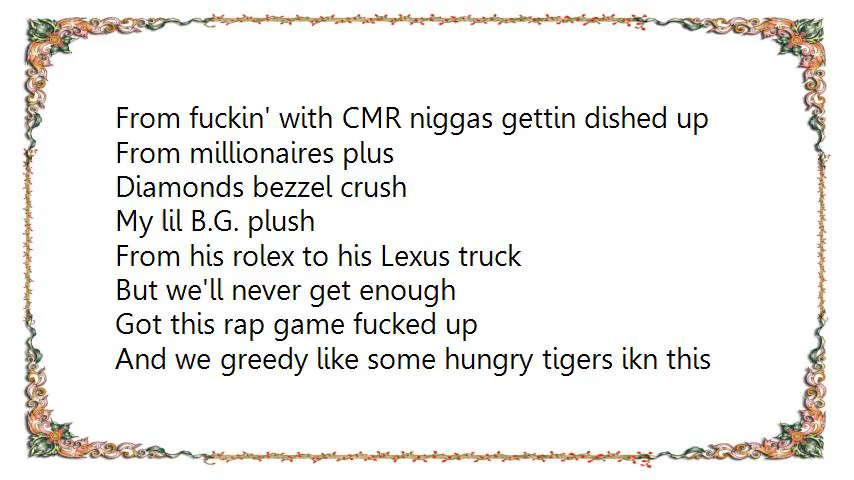 From fuckin' with CMR niggas gettin dished up
From millionaires plus
Diamonds bezzel crush
My lil B.G. plush
From his rolex to his Lexus truck
But we'll never get enough
Got this rap game fucked up
And we greedy like some hungry tigers ikn this